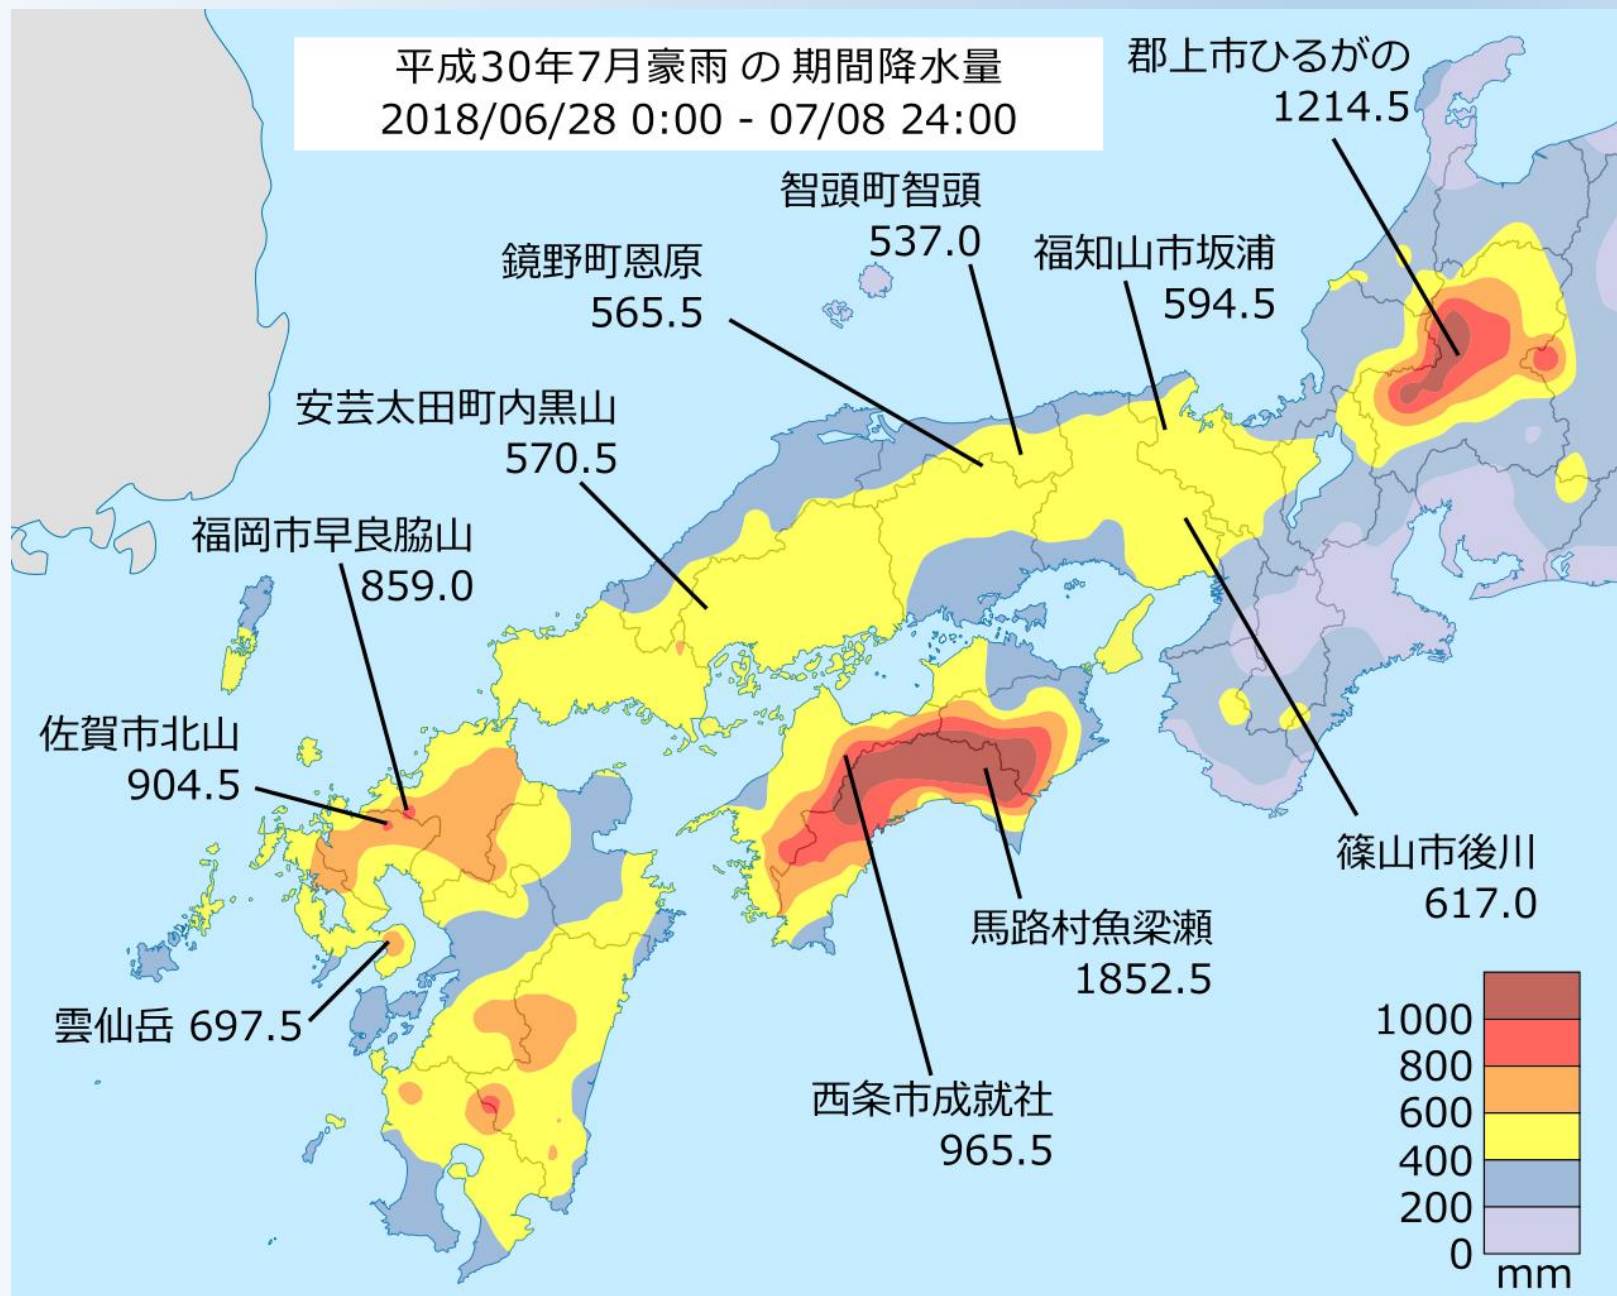 平成30年7月豪雨 の 期間降水量
2018/06/28 0:00 - 07/08 24:00
郡上市ひるがの
1214.5
智頭町智頭
537.0
福知山市坂浦
594.5
鏡野町恩原
565.5
安芸太田町内黒山
570.5
福岡市早良脇山
859.0
佐賀市北山
904.5
雲仙岳 697.5
篠山市後川
617.0
馬路村魚梁瀬
1852.5
西条市成就社
965.5
1000
800
600
400
200
0
mm